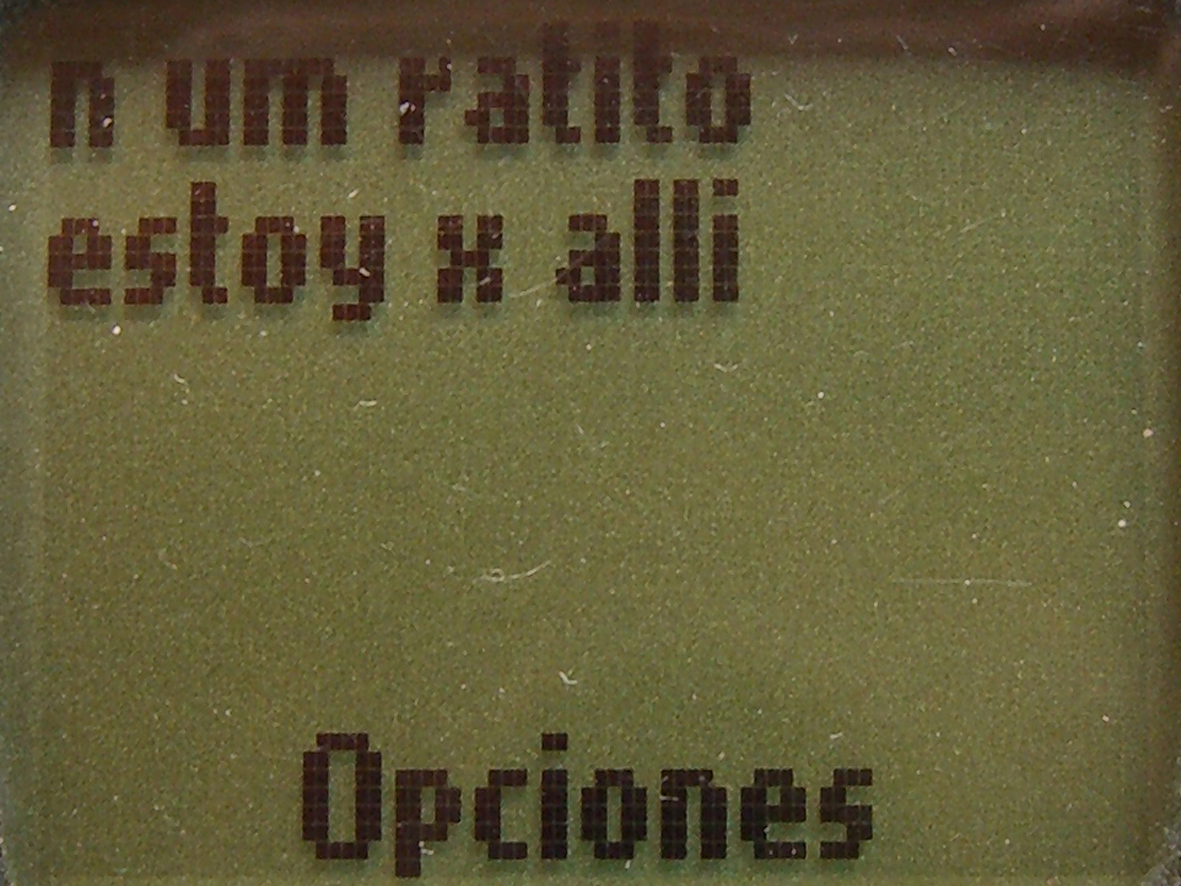 n um ratito
estoy x alli
Opciones